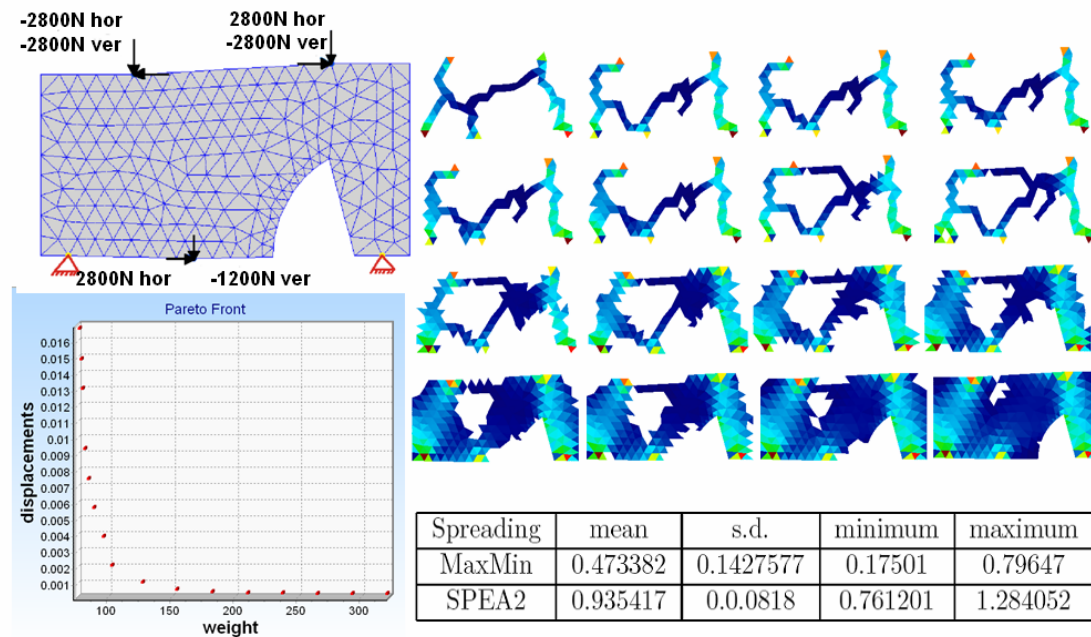 -2800N hor
-2800N ver
2800N hor
-2800N ver
2800N hor
-1200N ver
Pareto Front
displacements
0.016
0.015
0.014
0.013
0.012
0.011
0.01
0.009
0.008
0.007
0.006
0.005
0.004
0.003
0.002
0.001
100
150
200
250
300
weight
Spreading mean s.d. minimum maximum
MaxMin 0.473382 0.1427577 0.17501 0.79647
SPEA2 0.935417 0.0.0818 0.761201 1.284052